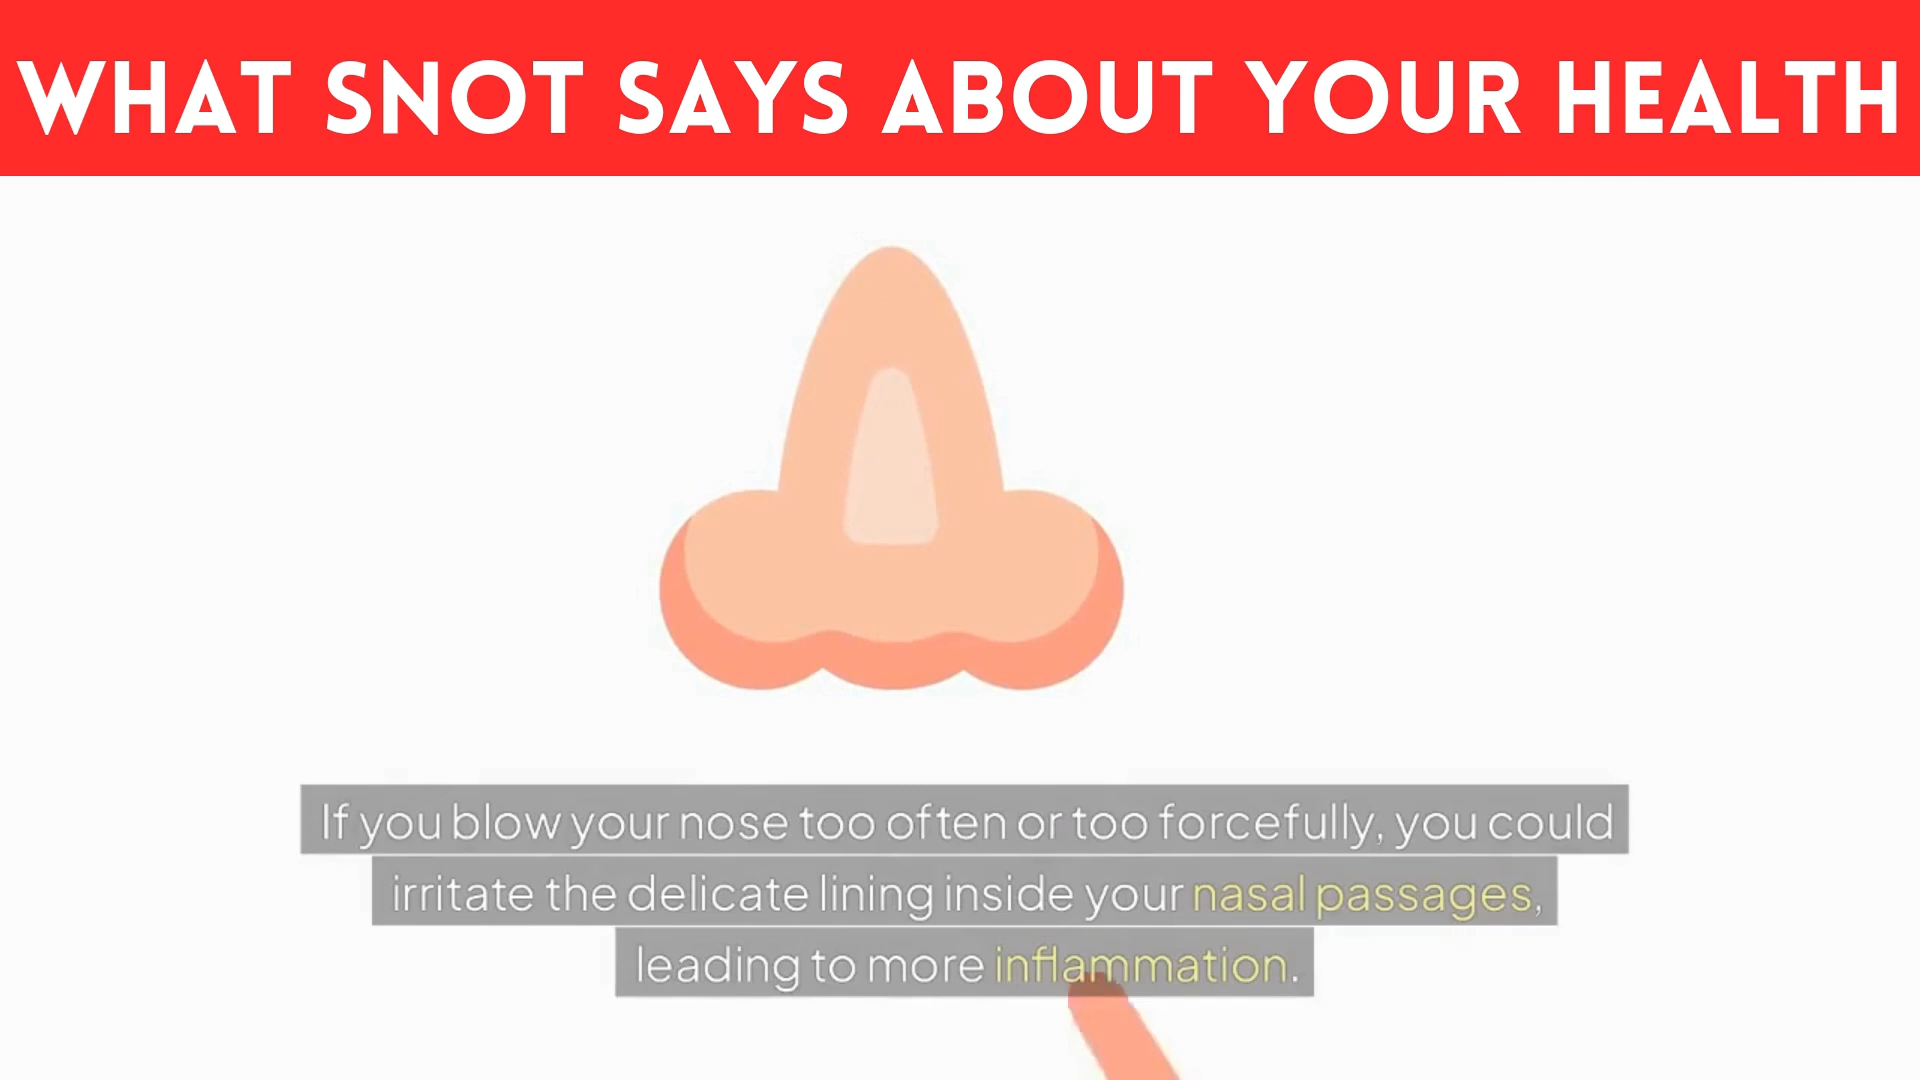 WHAT SNOT SAYS ABOUT YOUR HEALTH
If you blow your nose too often or too forcefully, you could
irritate the delicate lining inside your nasal passages,
leading to more inflammation.